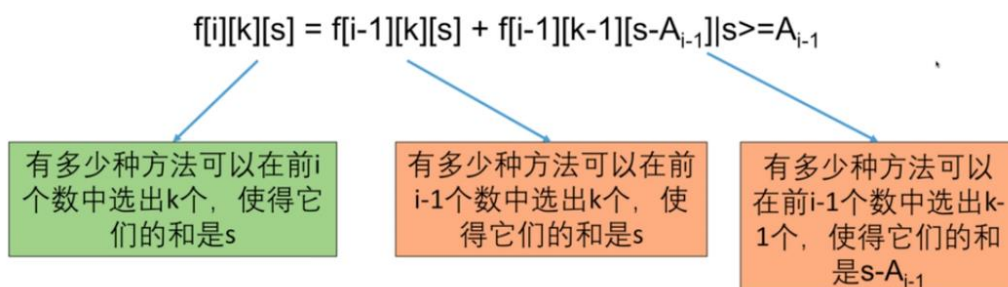 f[i][k][s] = f[i-1][k][s] + f[i-1][k-1][s-Ai-1]|s>=Ai-1
有多少种方法可以在前i
个数中选出k个，使得它
们的和是s
有多少种方法可以在前
i-1个数中选出k个，使
得它们的和是s
有多少种方法可以
在前i-1个数中选出k-
1个，使得它们的和
是s-Ai-1